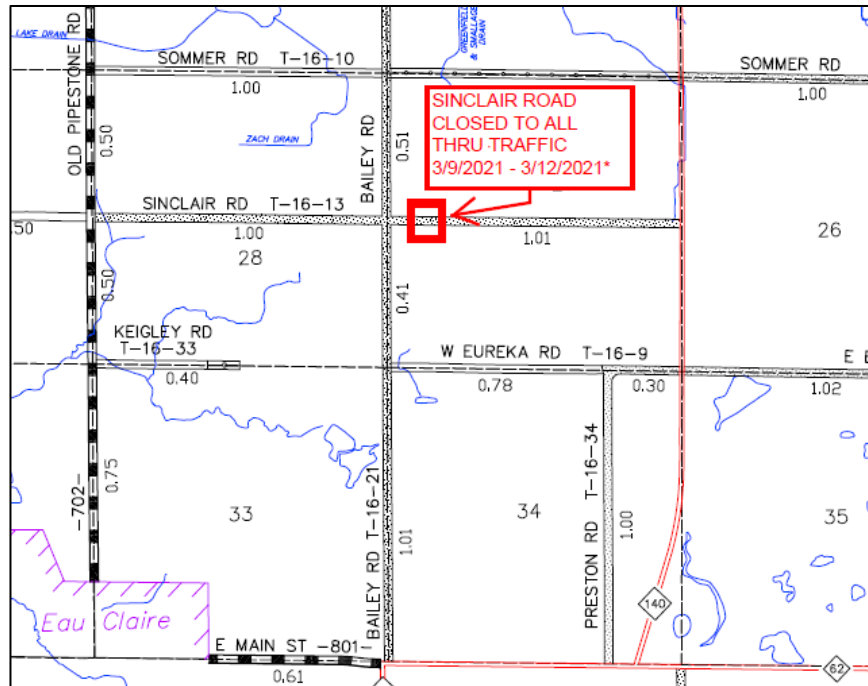 OLD PIPESTONE RD
LAKE DRAIN
SOMMER RD T-16-10
GREENFIELD
& SMALLAGE
DRAIN
SOMMER RD
1.00
1.00
0.50
ZACH DRAIN
BAILEY RD
0.51
SINCLAIR ROAD
CLOSED TO ALL
THRU TRAFFIC
3/9/2021 - 3/12/2021*
SINCLAIR RD T-16-13
50
1.00
1.01
26
28
0.50
0.41
KEIGLEY RD
T-16-33
0.40
W EUREKA RD T-16-9
E E
0.78
0.30
1.02
-702-
0.75
33
BAILEY RD T-16-21
1.01
34
PRESTON RD T-16-34
1.00
35
140
Eau Claire
E MAIN ST -801-
0.61
62